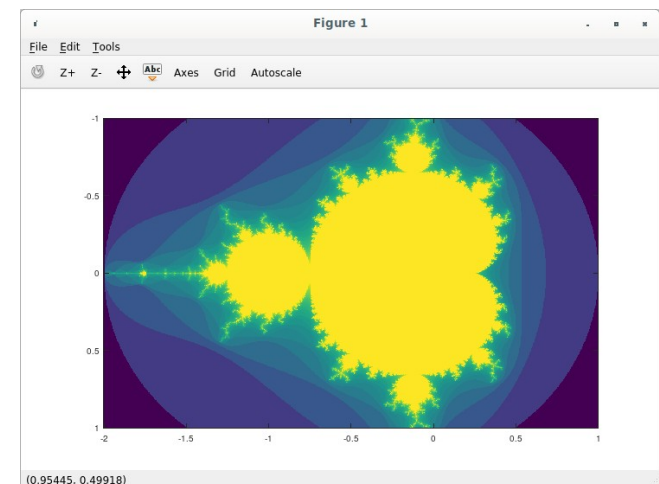 Figure 1
File Edit Tools
Z+ Z- Abc Axes Grid Autoscale
-1
-0.5
0
0.5
1
-2 -1.5 -1 -0.5 0 0.5 1
(0.95445, 0.49918)